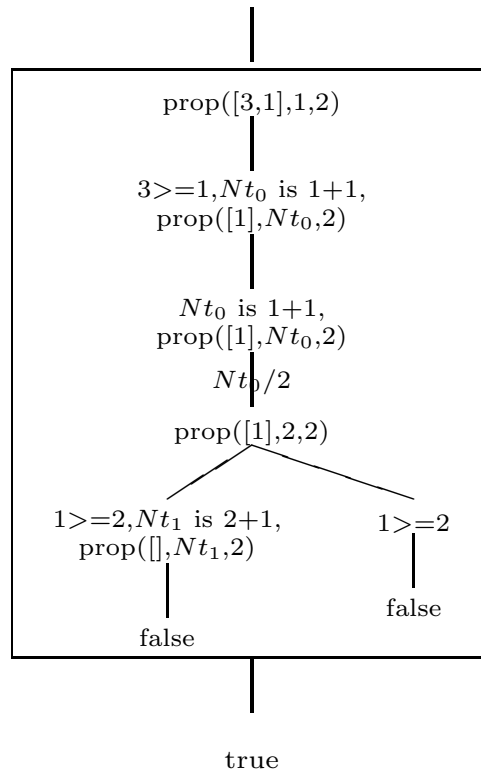 prop([3,1],1,2)
3>=1,Nt₀ is 1+1,
prop([1],Nt₀,2)
Nt₀ is 1+1,
prop([1],Nt₀,2)
Nt₀/2
prop([1],2,2)
1>=2,Nt₁ is 2+1,
prop([],Nt₁,2)
1>=2
false
false
true